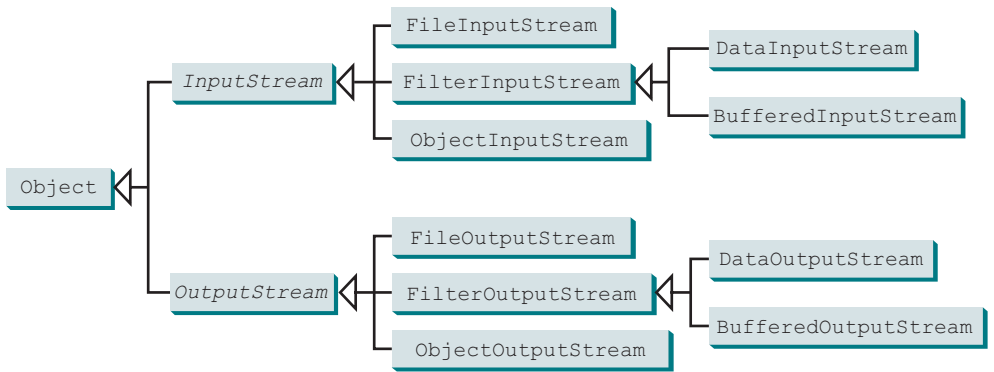 FileInputStream
DataInputStream
InputStream
FilterInputStream
BufferedInputStream
ObjectInputStream
Object
FileOutputStream
DataOutputStream
OutputStream
FilterOutputStream
BufferedOutputStream
ObjectOutputStream